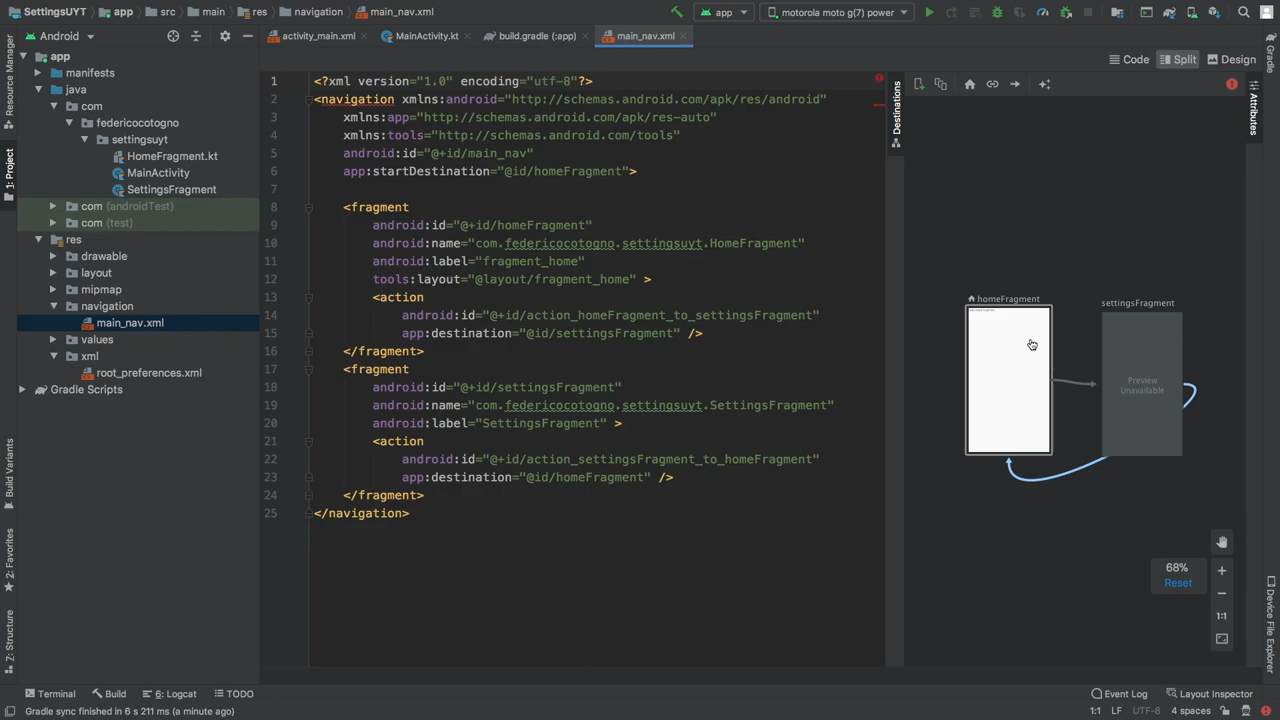 SettingsUYT app src main res navigation main_nav.xml app motorola moto g(7) power
Android activity_main.xml MainActivity.kt build.gradle (:app) main_nav.xml
Code Split Design
Resource Manager
1: Project
Build Variants
2: Favorites
7: Structure
app
manifests
java
com
federicocotogno
settingsuyt
HomeFragment.kt
MainActivity
SettingsFragment
com (androidTest)
com (test)
res
drawable
layout
mipmap
navigation
main_nav.xml
values
xml
root_preferences.xml
Gradle Scripts
1 <?xml version="1.0" encoding="utf-8"?>
2 <navigation xmlns:android="http://schemas.android.com/apk/res/android"
3 xmlns:app="http://schemas.android.com/apk/res-auto"
4 xmlns:tools="http://schemas.android.com/tools"
5 android:id="@+id/main_nav"
6 app:startDestination="@id/homeFragment">
7
8 <fragment
9 android:id="@+id/homeFragment"
10 android:name="com.federicocotogno.settingsuyt.HomeFragment"
11 android:label="fragment_home"
12 tools:layout="@layout/fragment_home" >
13 <action
14 android:id="@+id/action_homeFragment_to_settingsFragment"
15 app:destination="@id/settingsFragment" />
16 </fragment>
17 <fragment
18 android:id="@+id/settingsFragment"
19 android:name="com.federicocotogno.settingsuyt.SettingsFragment"
20 android:label="SettingsFragment" >
21 <action
22 android:id="@+id/action_settingsFragment_to_homeFragment"
23 app:destination="@id/homeFragment" />
24 </fragment>
25 </navigation>
Destinations
homeFragment
settingsFragment
Preview
Unavailable
68%
Reset
1:1
Gradle
Attributes
Device File Explorer
Terminal Build 6: Logcat TODO Event Log Layout Inspector
Gradle sync finished in 6 s 211 ms (a minute ago) 1:1 LF UTF-8 4 spaces